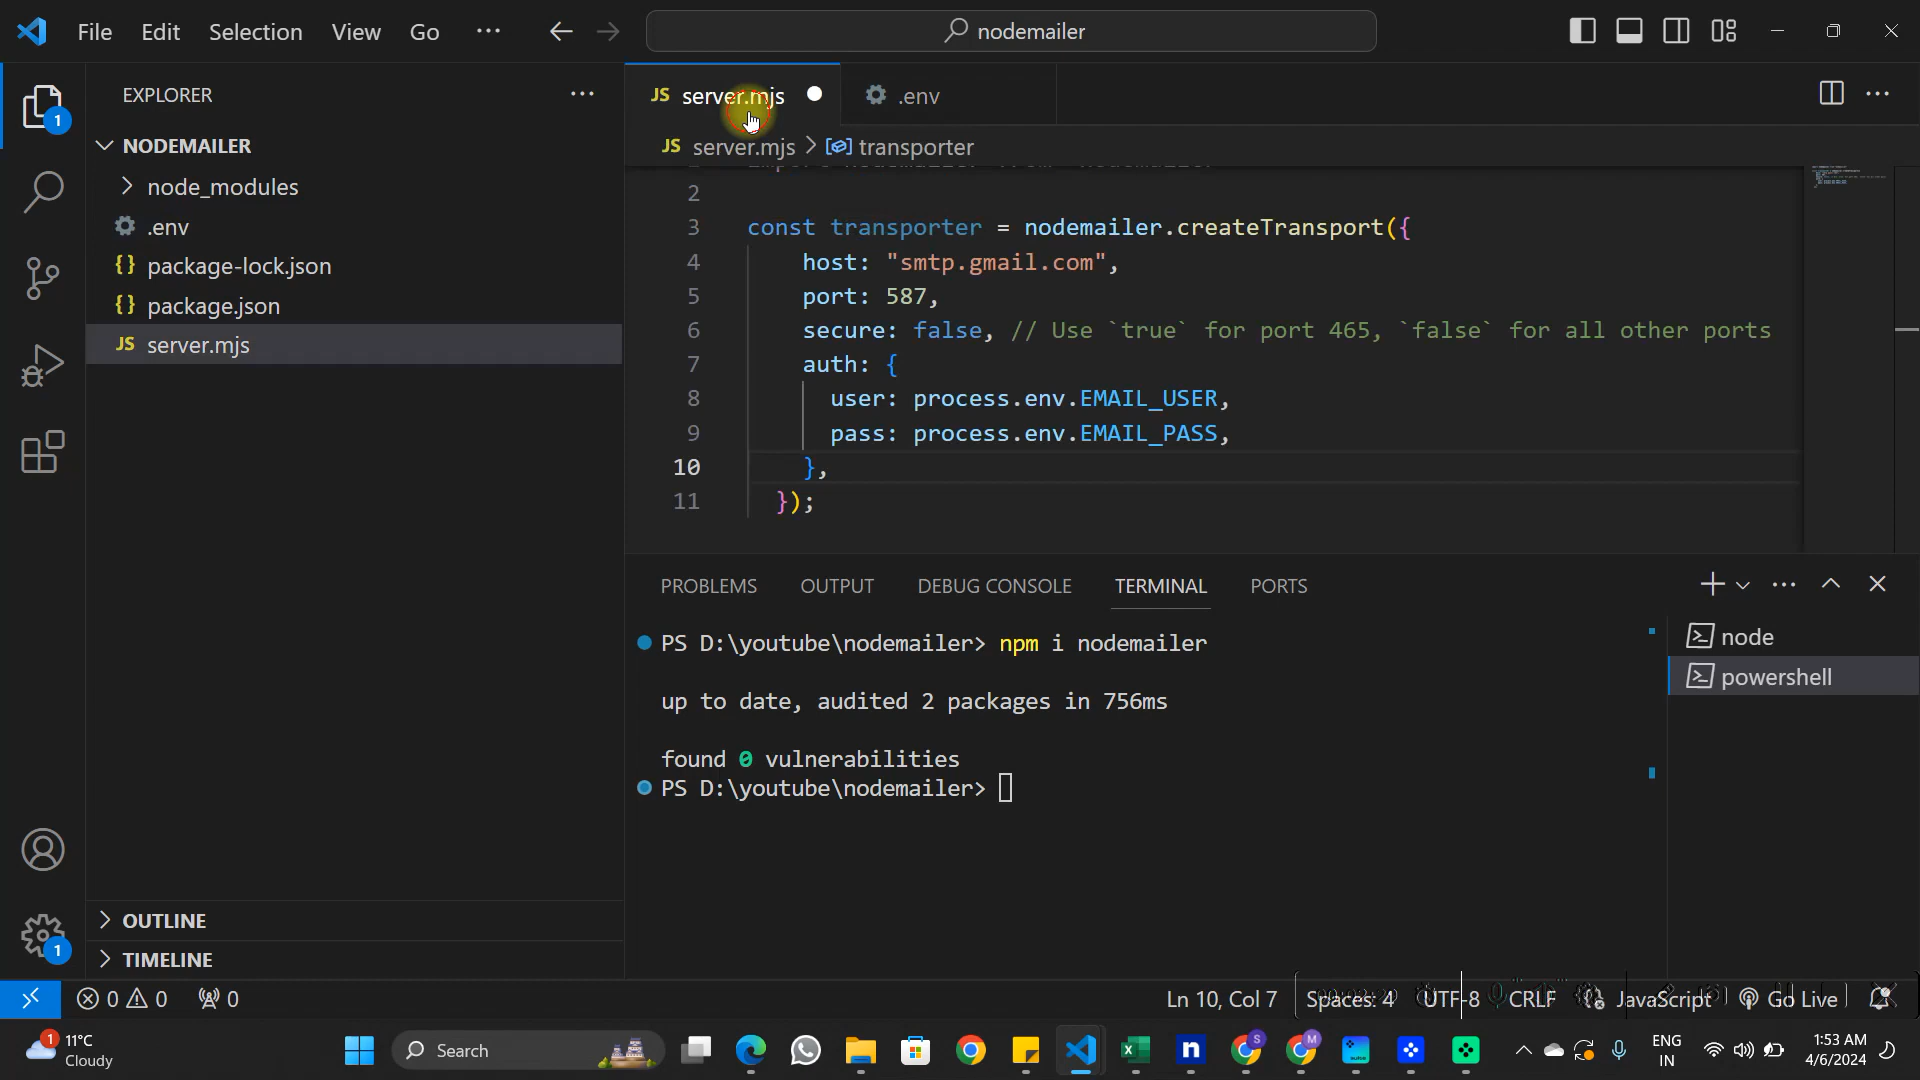 File Edit Selection View Go ··· nodemailer
EXPLORER ···
1
NODEMAILER
node_modules
.env
{} package-lock.json
{} package.json
JS server.mjs
OUTLINE
TIMELINE
1
JS server.mjs .env ···
JS server.mjs > transporter
2
3 const transporter = nodemailer.createTransport({
4 host: "smtp.gmail.com",
5 port: 587,
6 secure: false, // Use `true` for port 465, `false` for all other ports
7 auth: {
8 user: process.env.EMAIL_USER,
9 pass: process.env.EMAIL_PASS,
10 },
11 });
PROBLEMS OUTPUT DEBUG CONSOLE TERMINAL PORTS
PS D:\youtube\nodemailer> npm i nodemailer
up to date, audited 2 packages in 756ms
found 0 vulnerabilities
PS D:\youtube\nodemailer>
node
powershell
0 0 0 Ln 10, Col 7 Spaces: 4 UTF-8 CRLF JavaScript Go Live
1 11°C
Cloudy
Search
S M
ENG
IN
1:53 AM
4/6/2024